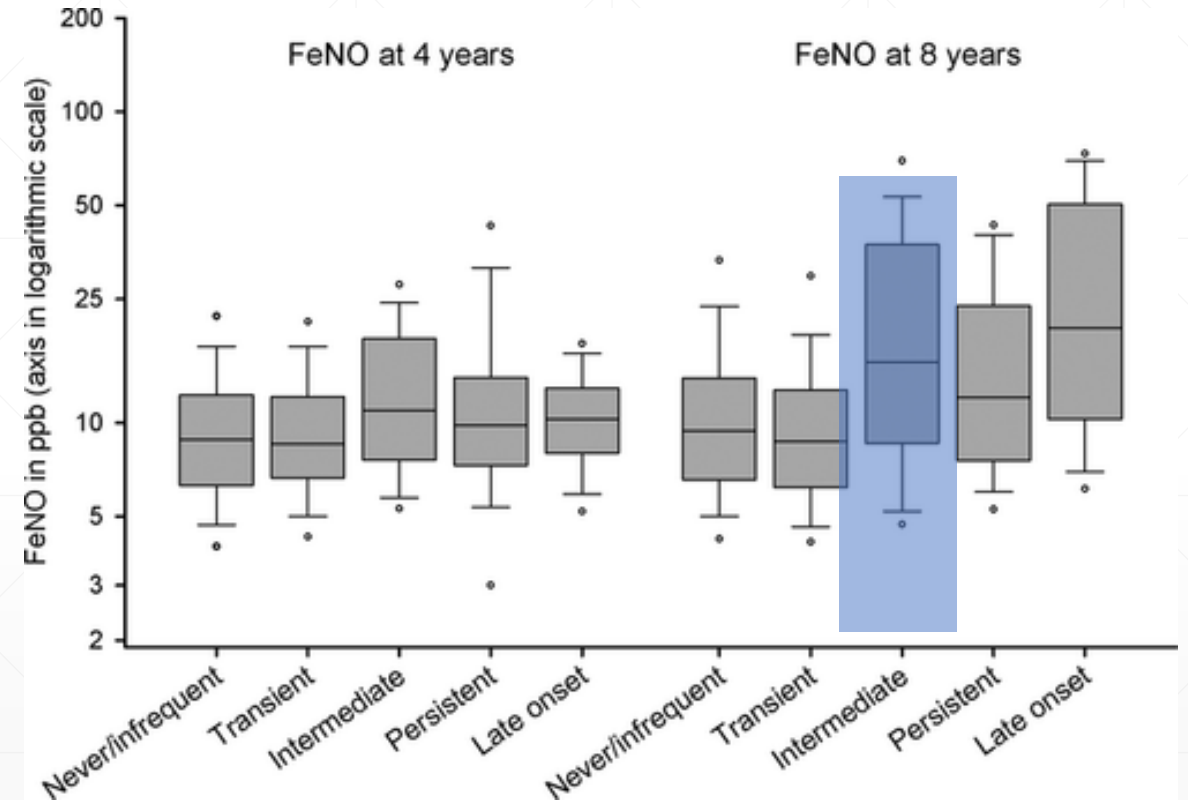 FeNO in ppb (axis in logarithmic scale)
200
100
50
25
10
5
3
2
FeNO at 4 years
FeNO at 8 years
Never/infrequent
Transient
Intermediate
Persistent
Late onset
Never/infrequent
Transient
Intermediate
Persistent
Late onset